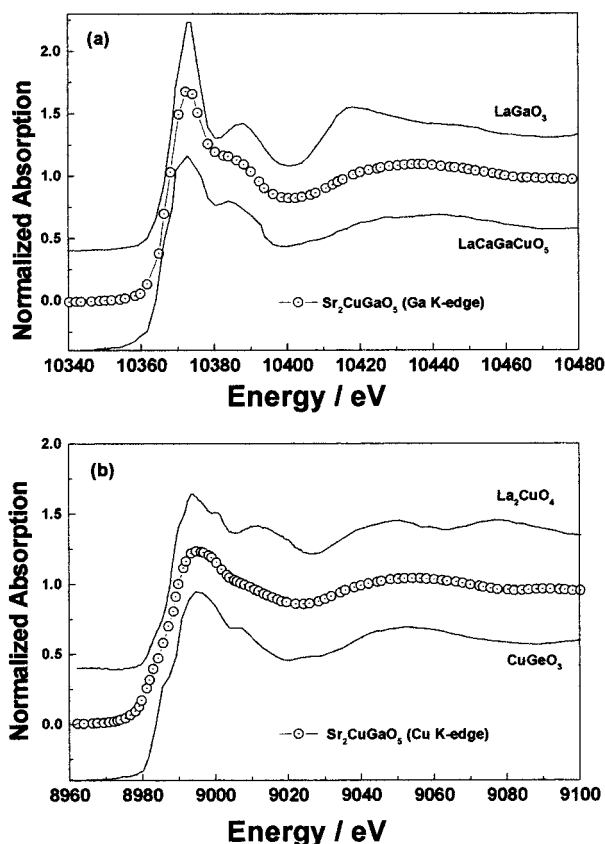 (a)
2.0
1.5
1.0
0.5
0.0
Normalized Absorption
LaGaO₃
LaCaGaCuO₅
Sr₂CuGaO₅ (Ga K-edge)
10340 10360 10380 10400 10420 10440 10460 10480
Energy / eV
(b)
2.0
1.5
1.0
0.5
0.0
Normalized Absorption
La₂CuO₄
CuGeO₃
Sr₂CuGaO₅ (Cu K-edge)
8960 8980 9000 9020 9040 9060 9080 9100
Energy / eV